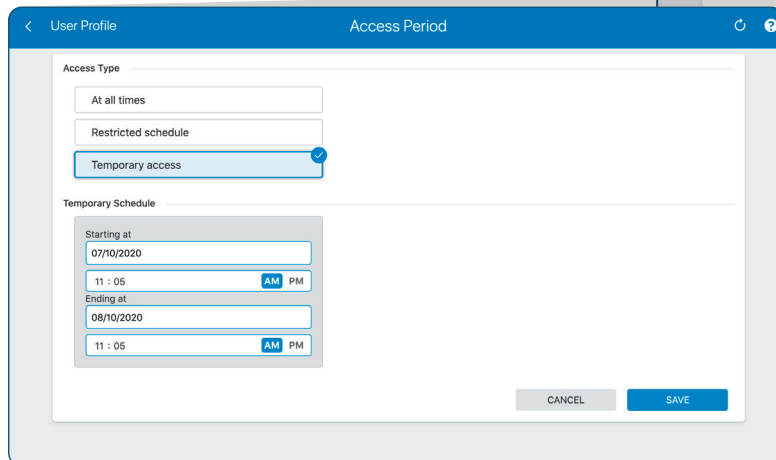 User Profile Access Period ?
Access Type
At all times
Restricted schedule
Temporary access
Temporary Schedule
Starting at
07/10/2020
11 : 05 AM PM
Ending at
08/10/2020
11 : 05 AM PM
CANCEL SAVE